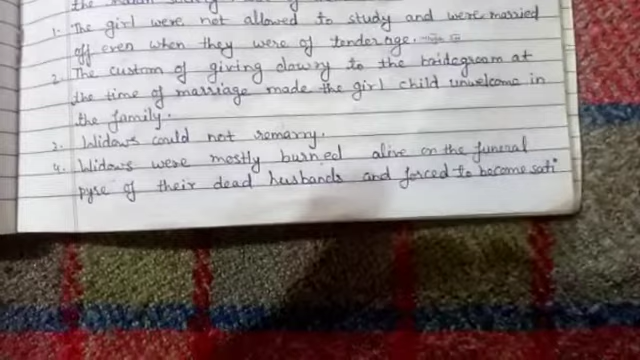 the
1. The girl were not allowed to study and were married
off even when they were of tender age.
2. The custom of giving dowry to the bridegroom at
the time of marriage made the girl child unwelcome in
the family.
3. Widows could not remarry.
4. Widows were mostly burned alive on the funeral
pyre of their dead husbands and forced to become sati